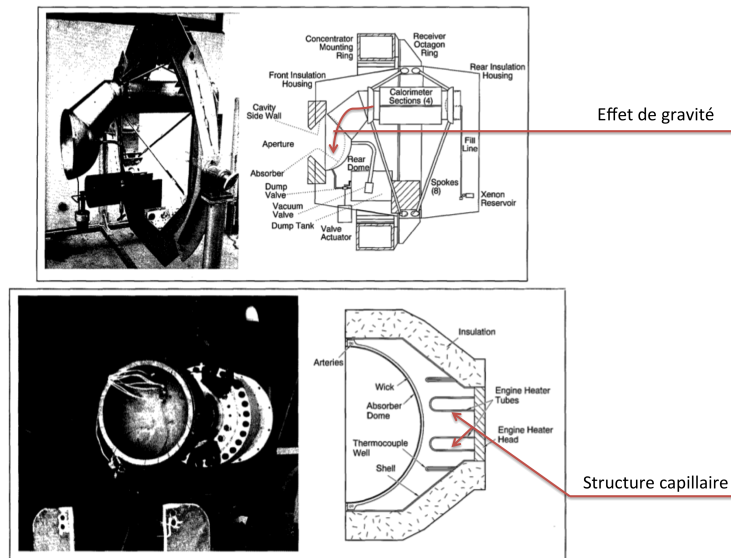 Concentrator
Mounting
Ring
Receiver
Octagon
Ring
Front Insulation
Housing
Rear Insulation
Housing
Calorimeter
Sections (4)
Effet de gravité
Cavity
Side Wall
Aperture
Absorber
Rear
Dome
Fill
Line
Dump
Valve
Spokes
(8)
Vacuum
Valve
Xenon
Reservoir
Dump Tank
Valve
Actuator
Insulation
Arteries
Wick
Absorber
Dome
Engine Heater
Tubes
Thermocouple
Well
Engine Heater
Head
Shell
Structure capillaire